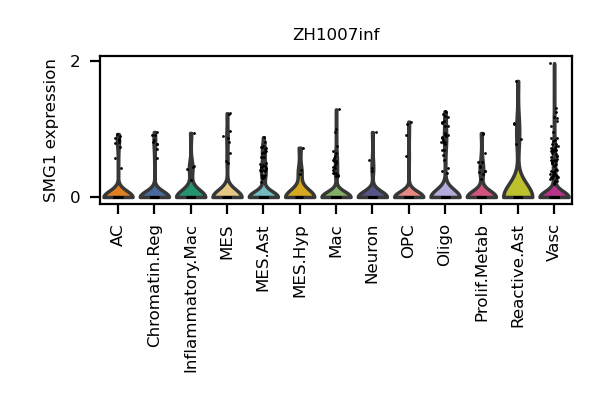 ZH1007inf
SMG1 expression
2
0
AC
Chromatin.Reg
Inflammatory.Mac
MES
MES.Ast
MES.Hyp
Mac
Neuron
OPC
Oligo
Prolif.Metab
Reactive.Ast
Vasc